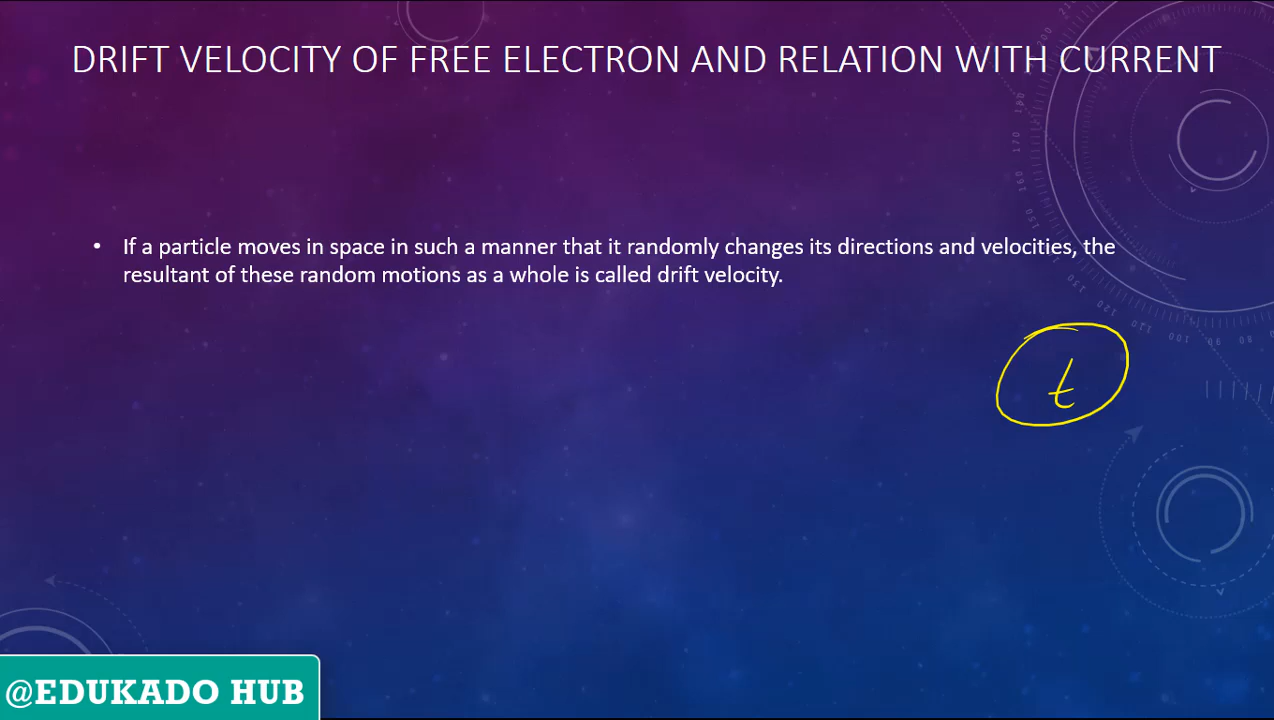 DRIFT VELOCITY OF FREE ELECTRON AND RELATION WITH CURRENT
• If a particle moves in space in such a manner that it randomly changes its directions and velocities, the
resultant of these random motions as a whole is called drift velocity.
t
@EDUKADO HUB